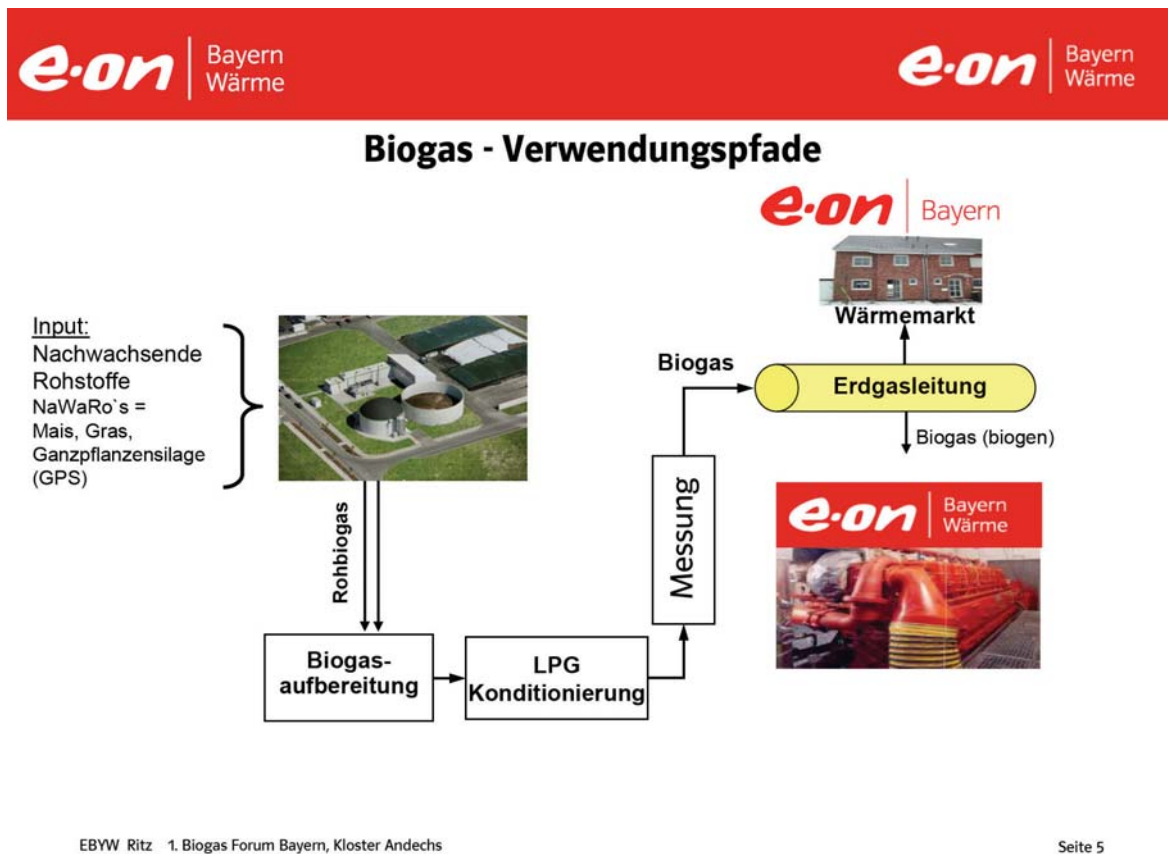 e·on Bayern
Wärme
e·on Bayern
Wärme
Biogas - Verwendungspfade
e·on Bayern
Wärmemarkt
Input:
Nachwachsende
Rohstoffe
NaWaRo`s =
Mais, Gras,
Ganzpflanzensilage
(GPS)
Rohbiogas
Biogas-
aufbereitung
LPG
Konditionierung
Messung
Biogas
Erdgasleitung
Biogas (biogen)
e·on Bayern
Wärme
EBYW Ritz 1. Biogas Forum Bayern, Kloster Andechs
Seite 5